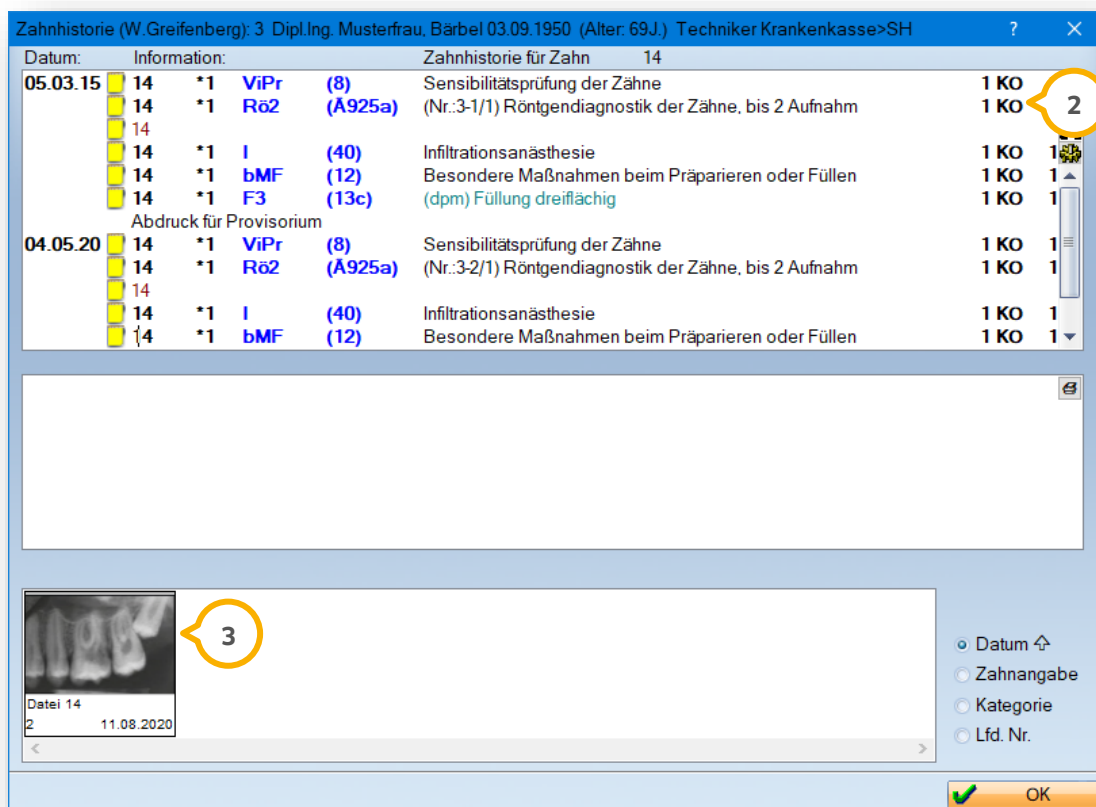 Zahnhistorie (W.Greifenberg): 3 Dipl.Ing. Musterfrau, Bärbel 03.09.1950 (Alter: 69J.) Techniker Krankenkasse>SH ?
Datum: Information: Zahnhistorie für Zahn 14
05.03.15 14 *1 ViPr (8) Sensibilitätsprüfung der Zähne 1 KO
14 *1 Rö2 (Ä925a) (Nr.:3-1/1) Röntgendiagnostik der Zähne, bis 2 Aufnahm 1 KO
2
14
14 *1 I (40) Infiltrationsanästhesie 1 KO 1
14 *1 bMF (12) Besondere Maßnahmen beim Präparieren oder Füllen 1 KO 1
14 *1 F3 (13c) (dpm) Füllung dreiflächig 1 KO 1
Abdruck für Provisorium
04.05.20 14 *1 ViPr (8) Sensibilitätsprüfung der Zähne 1 KO 1
14 *1 Rö2 (Ä925a) (Nr.:3-2/1) Röntgendiagnostik der Zähne, bis 2 Aufnahm 1 KO 1
14
14 *1 I (40) Infiltrationsanästhesie 1 KO 1
14 *1 bMF (12) Besondere Maßnahmen beim Präparieren oder Füllen 1 KO 1
3
Datei 14
2 11.08.2020
Datum
Zahnangabe
Kategorie
Lfd. Nr.
OK